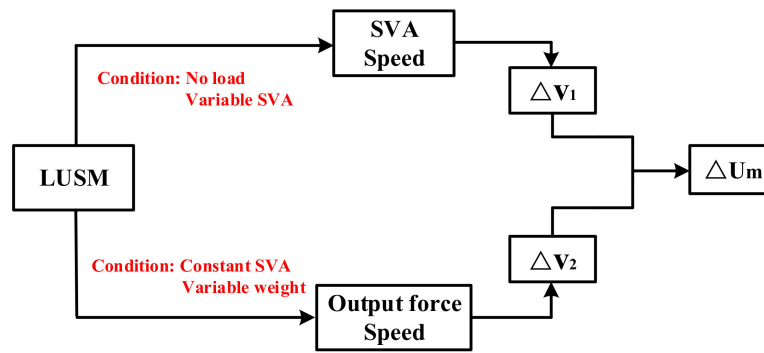 SVA
Speed
Condition: No load
Variable SVA
△V₁
LUSM
△Um
Condition: Constant SVA
Variable weight
△V₂
Output force
Speed